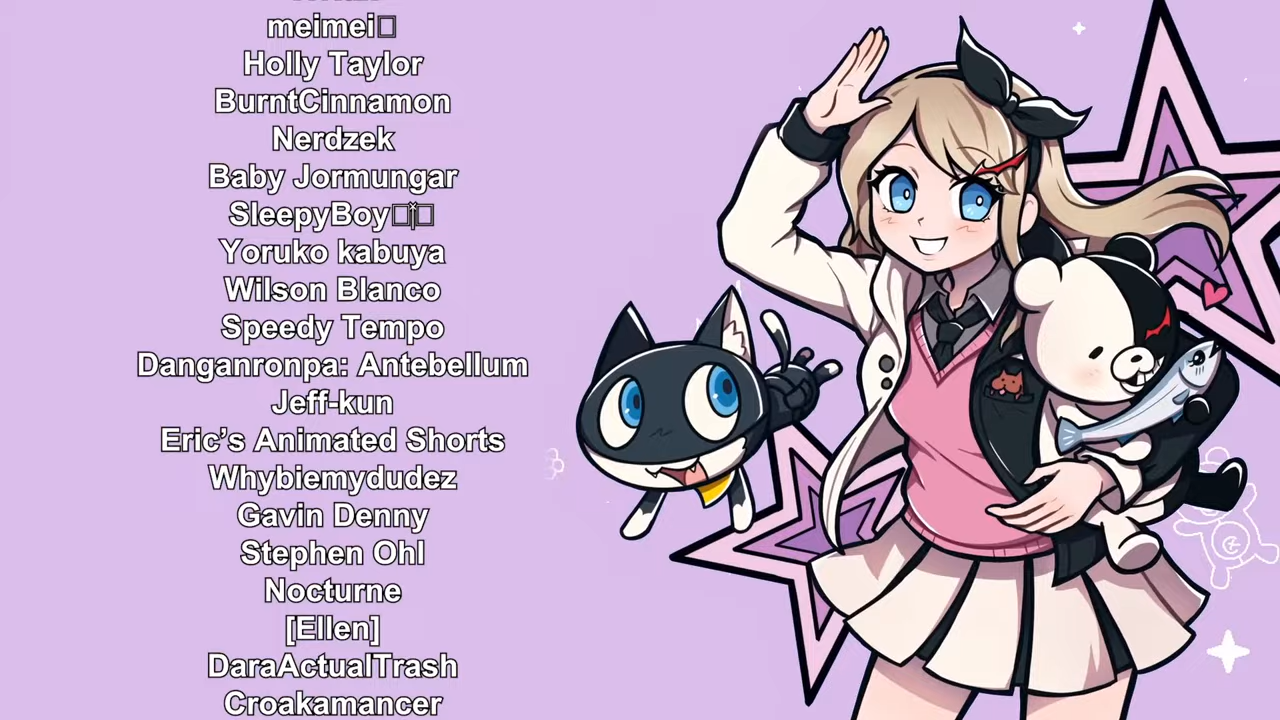 meimei
Holly Taylor
BurntCinnamon
Nerdzek
Baby Jormungar
SleepyBoy
Yoruko kabuya
Wilson Blanco
Speedy Tempo
Danganronpa: Antebellum
Jeff-kun
Eric’s Animated Shorts
Whybiemydudez
Gavin Denny
Stephen Ohl
Nocturne
[Ellen]
DaraActualTrash
Croakamancer